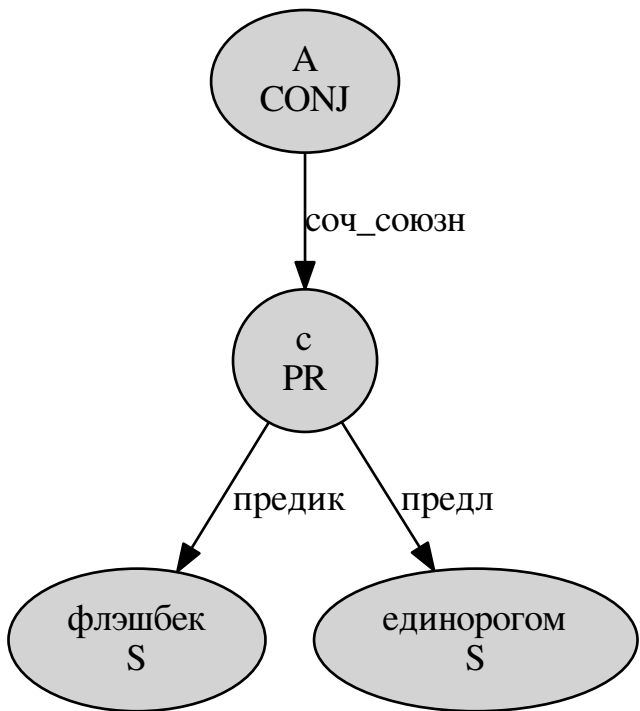 А
CONJ
соч_союзн
с
PR
предик предл
флэшбек
S
единорогом
S